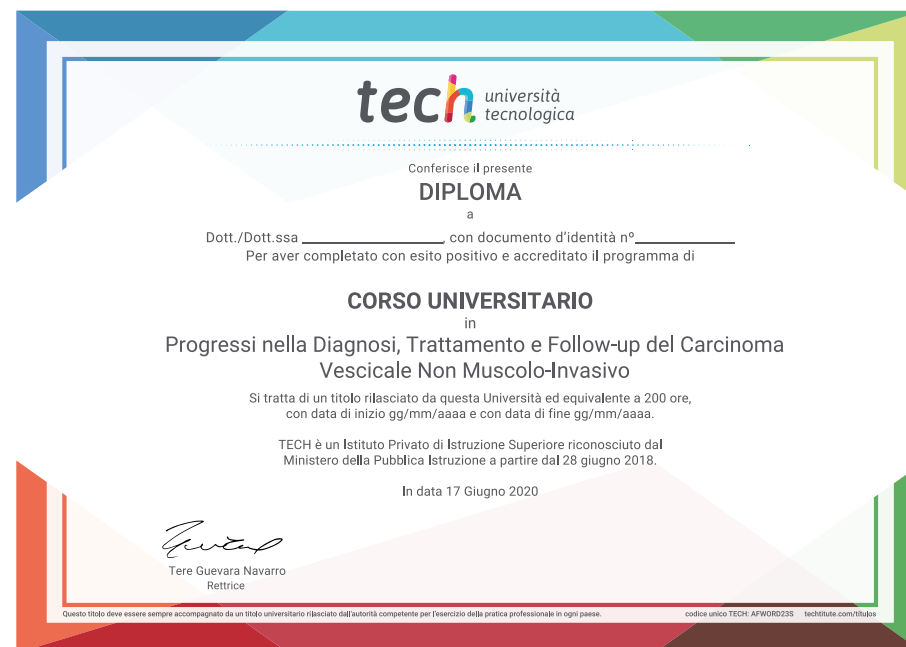 tech università
tecnologica
Conferisce il presente
DIPLOMA
a
Dott./Dott.ssa ____________________, con documento d'identità nº______________
Per aver completato con esito positivo e accreditato il programma di
CORSO UNIVERSITARIO
in
Progressi nella Diagnosi, Trattamento e Follow-up del Carcinoma
Vescicale Non Muscolo-Invasivo
Si tratta di un titolo rilasciato da questa Università ed equivalente a 200 ore,
con data di inizio gg/mm/aaaa e con data di fine gg/mm/aaaa.
TECH è un Istituto Privato di Istruzione Superiore riconosciuto dal
Ministero della Pubblica Istruzione a partire dal 28 giugno 2018.
In data 17 Giugno 2020
Tere Guevara Navarro
Rettrice
Questo titolo deve essere sempre accompagnato da un titolo universitario rilasciato dall'autorità competente per l'esercizio della pratica professionale in ogni paese. codice unico TECH: AFWORD23S techtitute.com/títulos